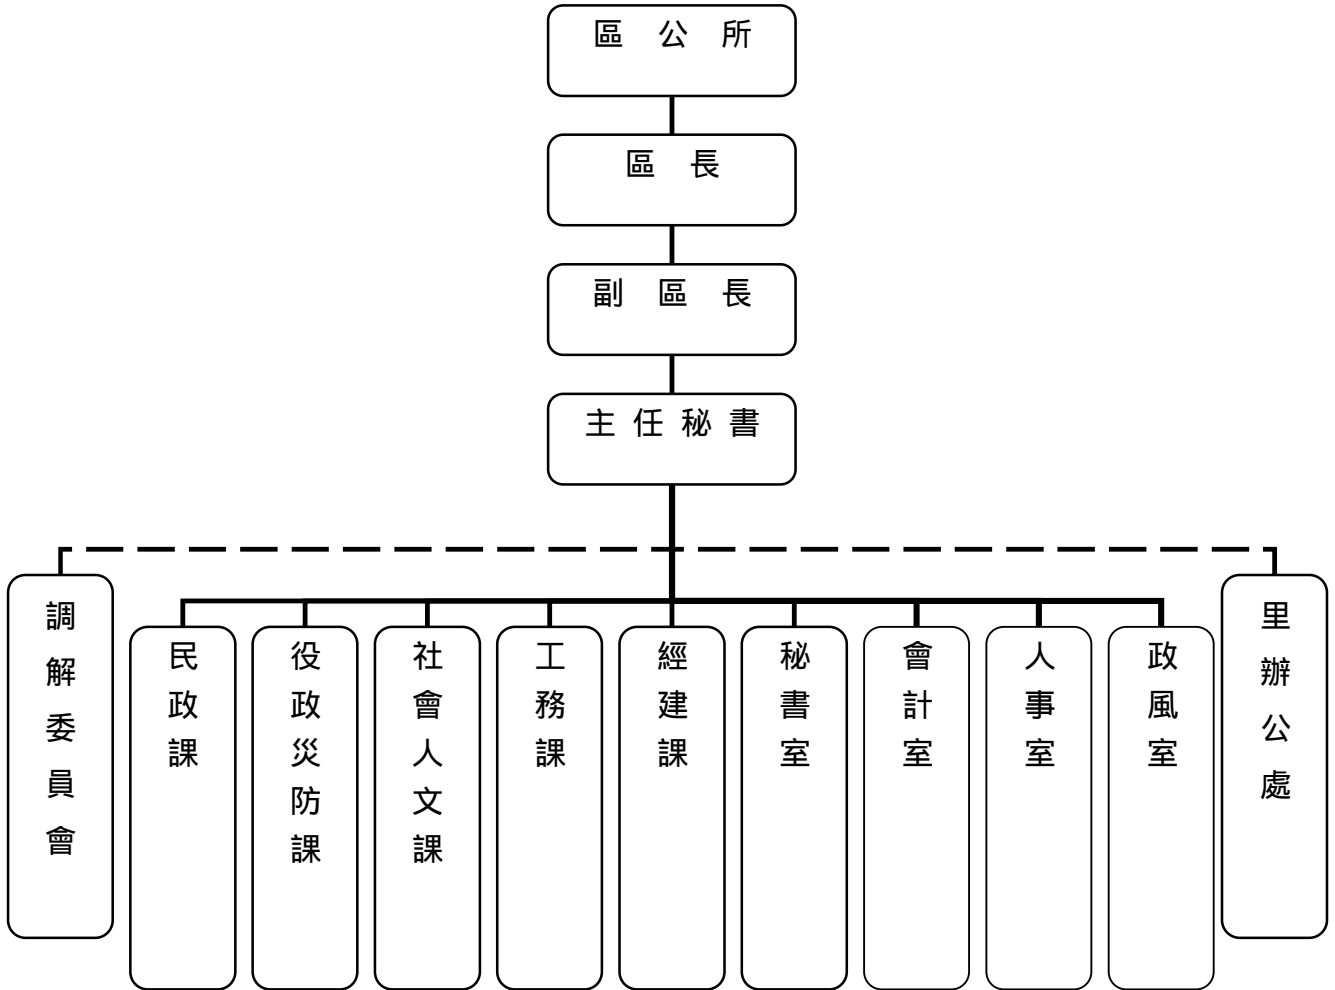 區 公 所
區 長
副 區 長
主任秘書
調解委員會
民政課
役政災防課
社會人文課
工務課
經建課
秘書室
會計室
人事室
政風室
里辦公處